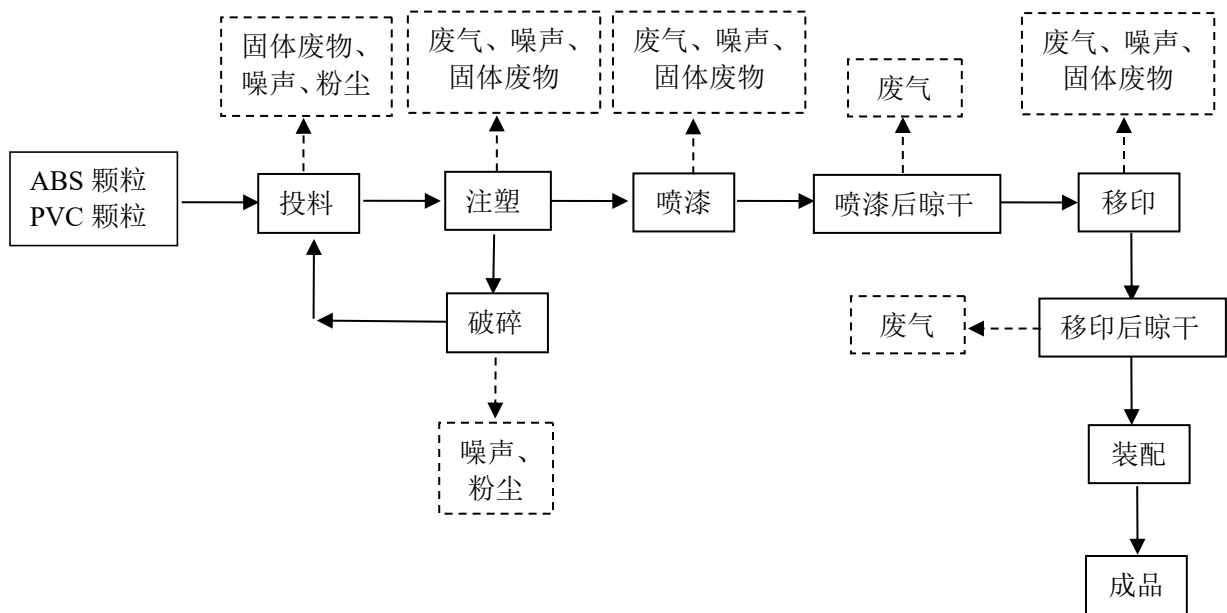 固体废物、
噪声、粉尘
废气、噪声、
固体废物
废气、噪声、
固体废物
废气
废气、噪声、
固体废物
ABS 颗粒
PVC 颗粒
投料
注塑
喷漆
喷漆后晾干
移印
破碎
废气
移印后晾干
噪声、
粉尘
装配
成品